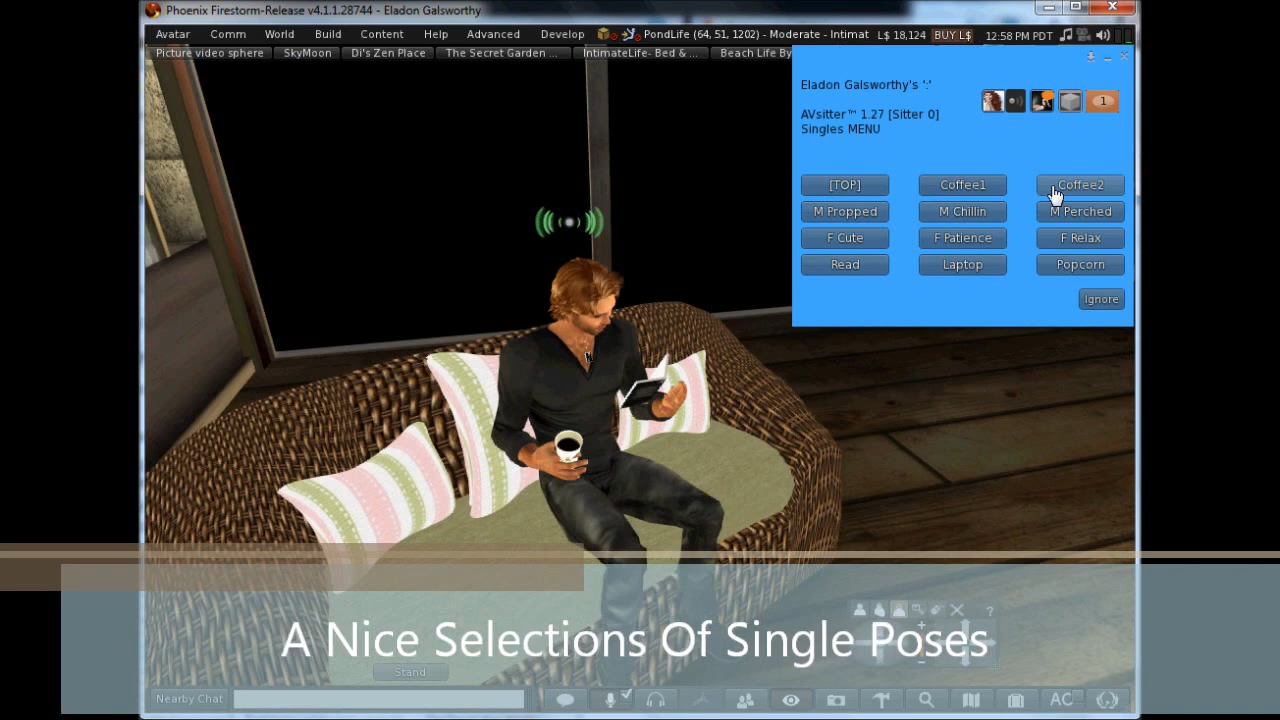 Phoenix Firestorm-Release v4.1.1.28744 - Eladon Galsworthy
Avatar Comm World Build Content Help Advanced Develop PondLife (64, 51, 1202) - Moderate - Intimat L$ 18,124 BUY L$ 12:58 PM PDT
Picture video sphere SkyMoon Di's Zen Place The Secret Garden ... IntimateLife- Bed & ... Beach Life By
Eladon Galsworthy's ':'
1
AVsitter™ 1.27 [Sitter 0]
Singles MENU
[TOP] Coffee1 Coffee2
M Propped M Chillin M Perched
F Cute F Patience F Relax
Read Laptop Popcorn
Ignore
?
A Nice Selections Of Single Poses
Stand
Nearby Chat AC